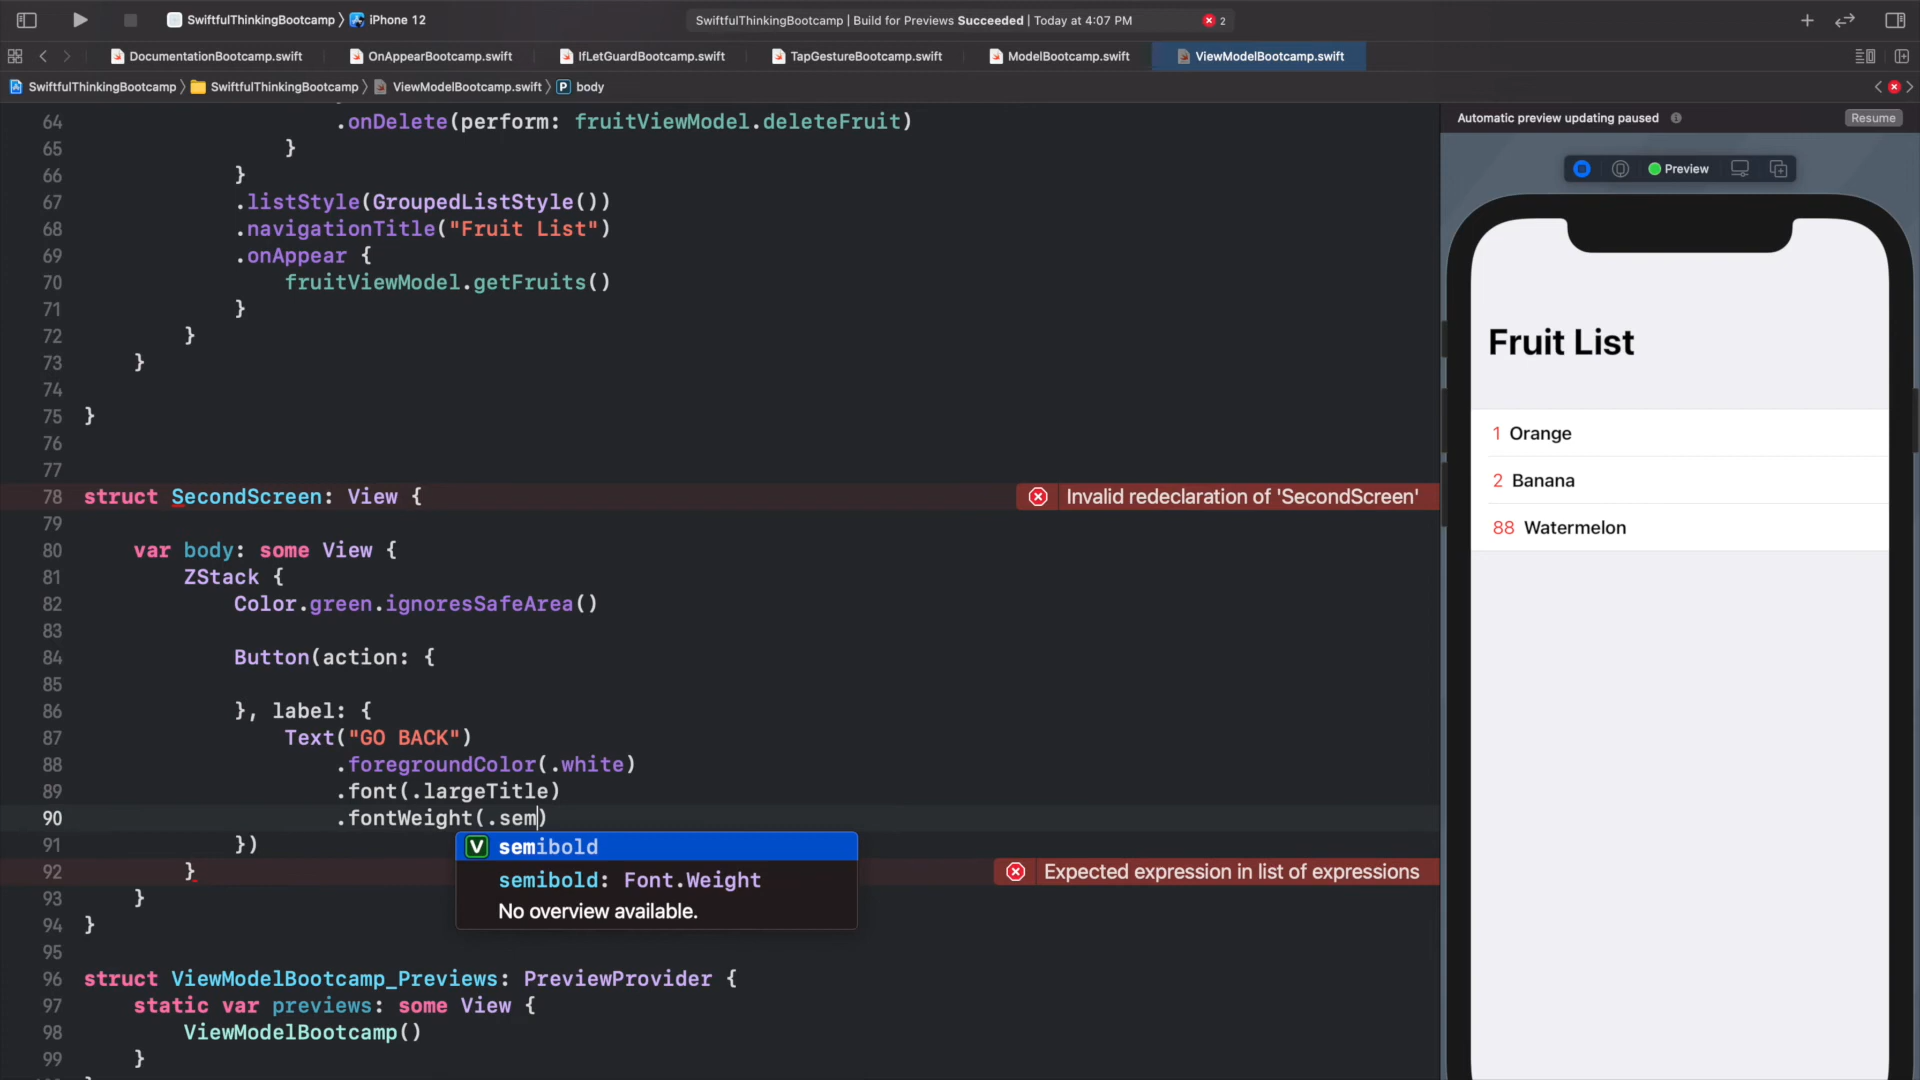 SwiftfulThinkingBootcamp 〉 iPhone 12
SwiftfulThinkingBootcamp | Build for Previews Succeeded | Today at 4:07 PM
2
DocumentationBootcamp.swift
OnAppearBootcamp.swift
IfLetGuardBootcamp.swift
TapGestureBootcamp.swift
ModelBootcamp.swift
ViewModelBootcamp.swift
SwiftfulThinkingBootcamp 〉 SwiftfulThinkingBootcamp 〉 ViewModelBootcamp.swift 〉 P body
64 .onDelete(perform: fruitViewModel.deleteFruit)
65 }
66 }
67 .listStyle(GroupedListStyle())
68 .navigationTitle("Fruit List")
69 .onAppear {
70 fruitViewModel.getFruits()
71 }
72 }
73 }
74
75 }
76
77
78 struct SecondScreen: View {
Invalid redeclaration of 'SecondScreen'
79
80 var body: some View {
81 ZStack {
82 Color.green.ignoresSafeArea()
83
84 Button(action: {
85
86 }, label: {
87 Text("GO BACK")
88 .foregroundColor(.white)
89 .font(.largeTitle)
90 .fontWeight(.sem)
91 })
V semibold
92 }
Expected expression in list of expressions
semibold: Font.Weight
93 }
No overview available.
94 }
95
96 struct ViewModelBootcamp_Previews: PreviewProvider {
97 static var previews: some View {
98 ViewModelBootcamp()
99 }
Automatic preview updating paused
Resume
Preview
Fruit List
1 Orange
2 Banana
88 Watermelon